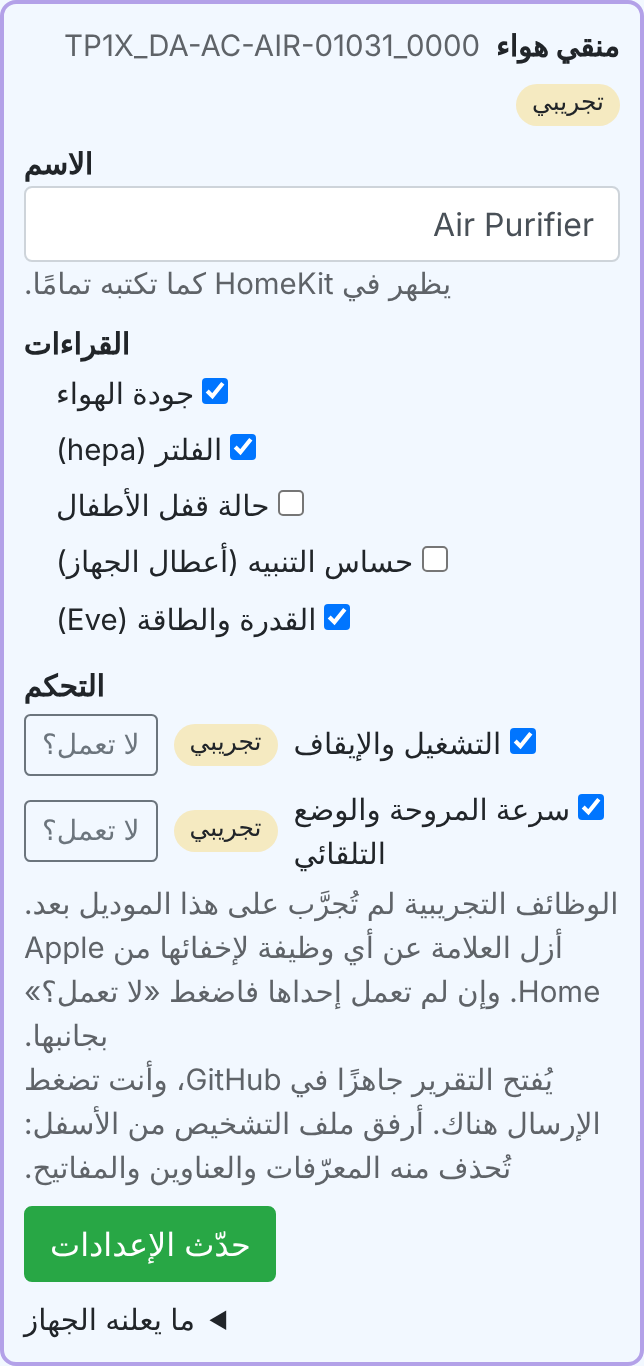 منقي هواء TP1X_DA-AC-AIR-01031_0000
تجريبي
الاسم
Air Purifier
يظهر في HomeKit كما تكتبه تمامًا.
القراءات
جودة الهواء
الفلتر (hepa)
حالة قفل الأطفال
حساس التنبيه (أعطال الجهاز)
القدرة والطاقة (Eve)
التحكم
التشغيل والإيقاف تجريبي لا تعمل؟
سرعة المروحة والوضع تجريبي لا تعمل؟
التلقائي
الوظائف التجريبية لم تُجرَّب على هذا الموديل بعد.
أزل العلامة عن أي وظيفة لإخفائها من Apple
Home. وإن لم تعمل إحداها فاضغط «لا تعمل؟»
بجانبها.
يُفتح التقرير جاهزًا في GitHub، وأنت تضغط
الإرسال هناك. أرفق ملف التشخيص من الأسفل:
تُحذف منه المعرّفات والعناوين والمفاتيح.
حدّث الإعدادات
ما يعلنه الجهاز